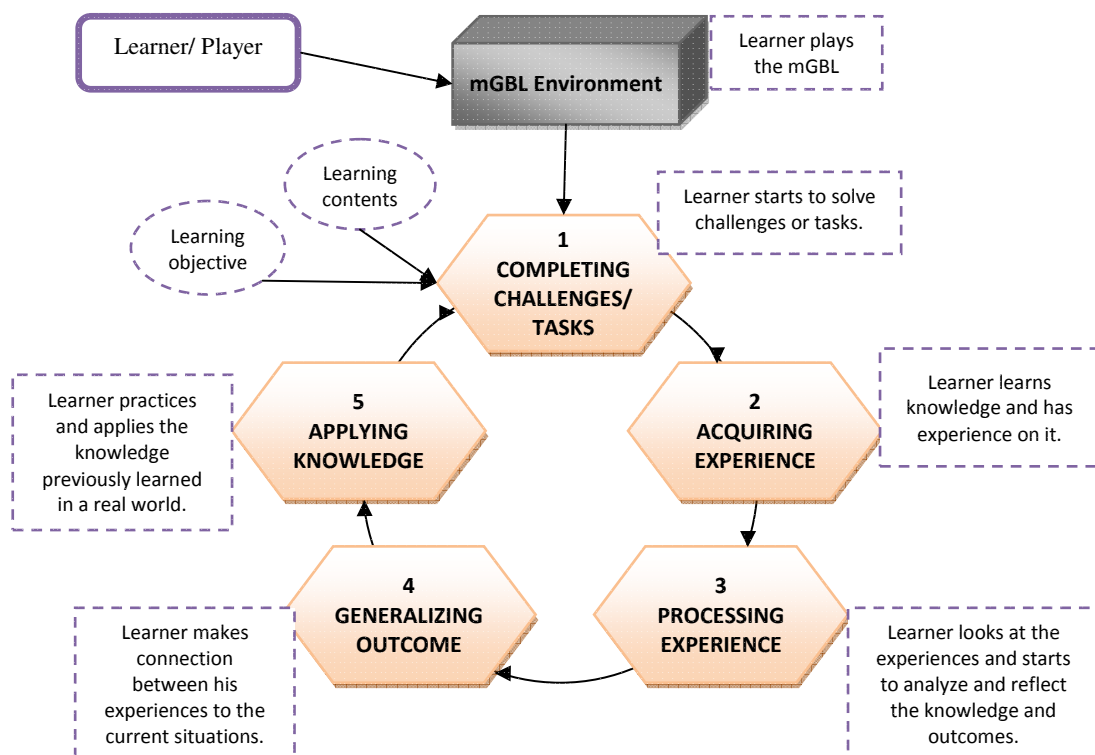 Learner/ Player
mGBL Environment
Learner plays
the mGBL
Learning
contents
Learning
objective
Learner starts to solve
challenges or tasks.
1
COMPLETING
CHALLENGES/
TASKS
2
ACQUIRING
EXPERIENCE
Learner learns
knowledge and has
experience on it.
3
PROCESSING
EXPERIENCE
Learner looks at the
experiences and starts
to analyze and reflect
the knowledge and
outcomes.
4
GENERALIZING
OUTCOME
Learner makes
connection
between his
experiences to the
current situations.
5
APPLYING
KNOWLEDGE
Learner practices
and applies the
knowledge
previously learned
in a real world.